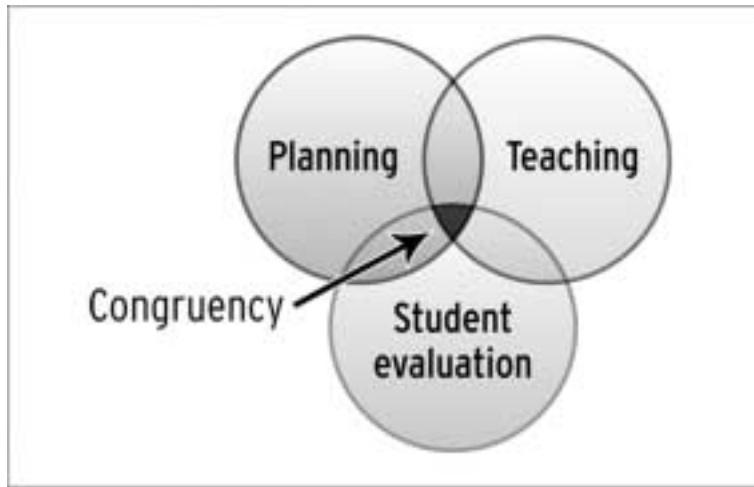 Planning
Teaching
Congruency
Student
evaluation